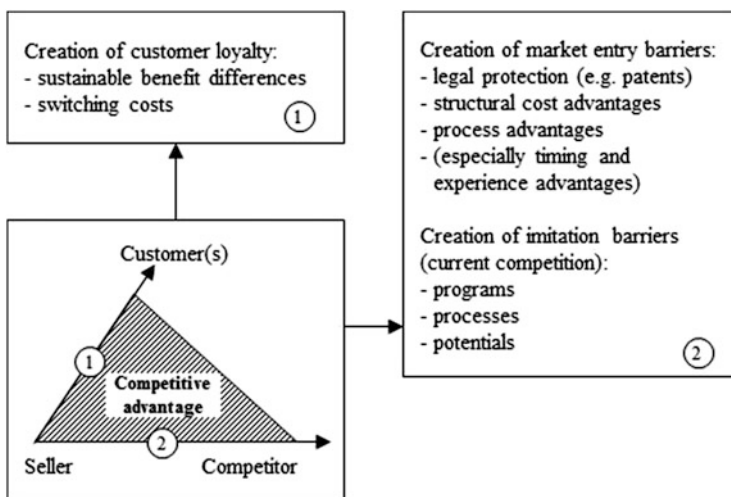 Creation of customer loyalty:
- sustainable benefit differences
- switching costs
1
Creation of market entry barriers:
- legal protection (e.g. patents)
- structural cost advantages
- process advantages
- (especially timing and
experience advantages)
Creation of imitation barriers
(current competition):
- programs
- processes
- potentials
2
Customer(s)
1
Competitive
advantage
2
Seller
Competitor